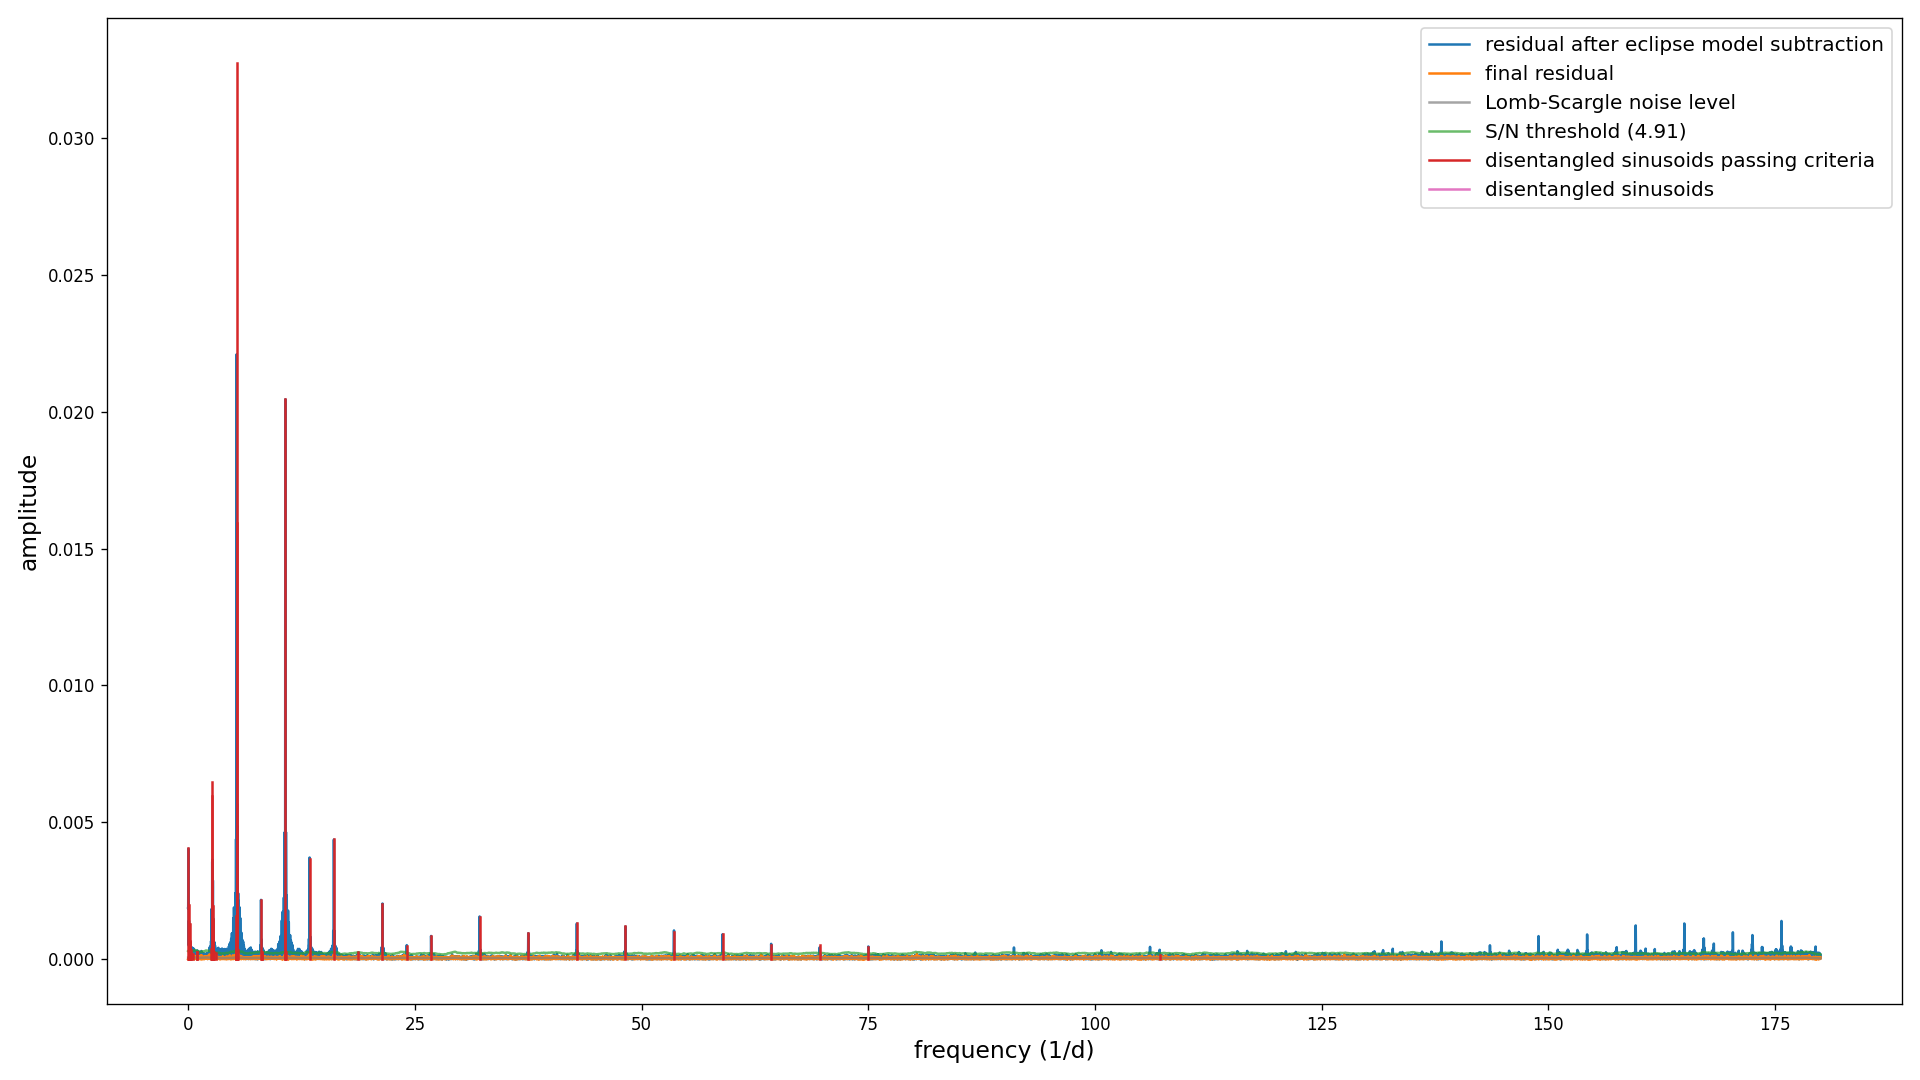 residual after eclipse model subtraction
final residual
Lomb-Scargle noise level
S/N threshold (4.91)
disentangled sinusoids passing criteria
disentangled sinusoids
amplitude
0.030
0.025
0.020
0.015
0.010
0.005
0.000
0 25 50 75 100 125 150 175
frequency (1/d)